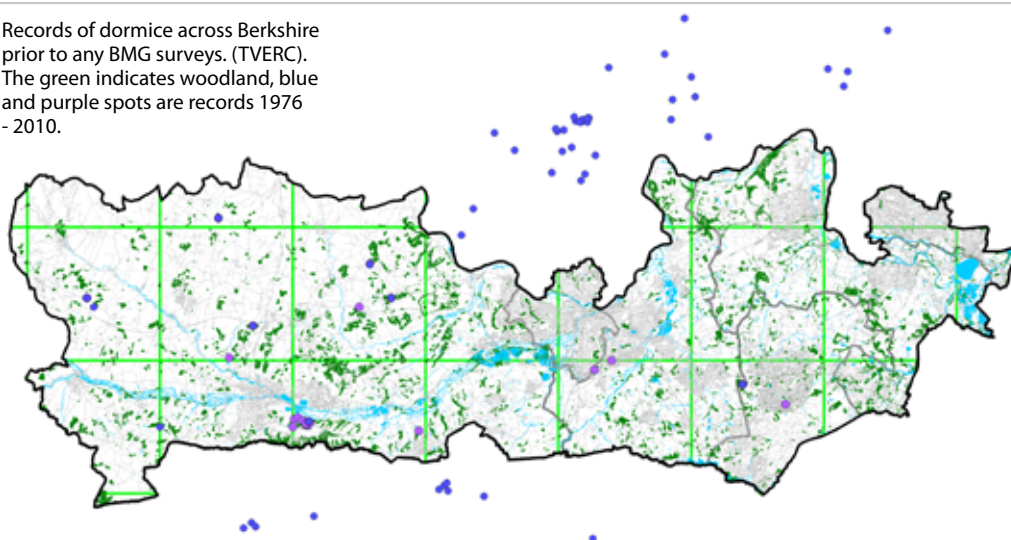 Records of dormice across Berkshire
prior to any BMG surveys. (TVERC).
The green indicates woodland, blue
and purple spots are records 1976
- 2010.